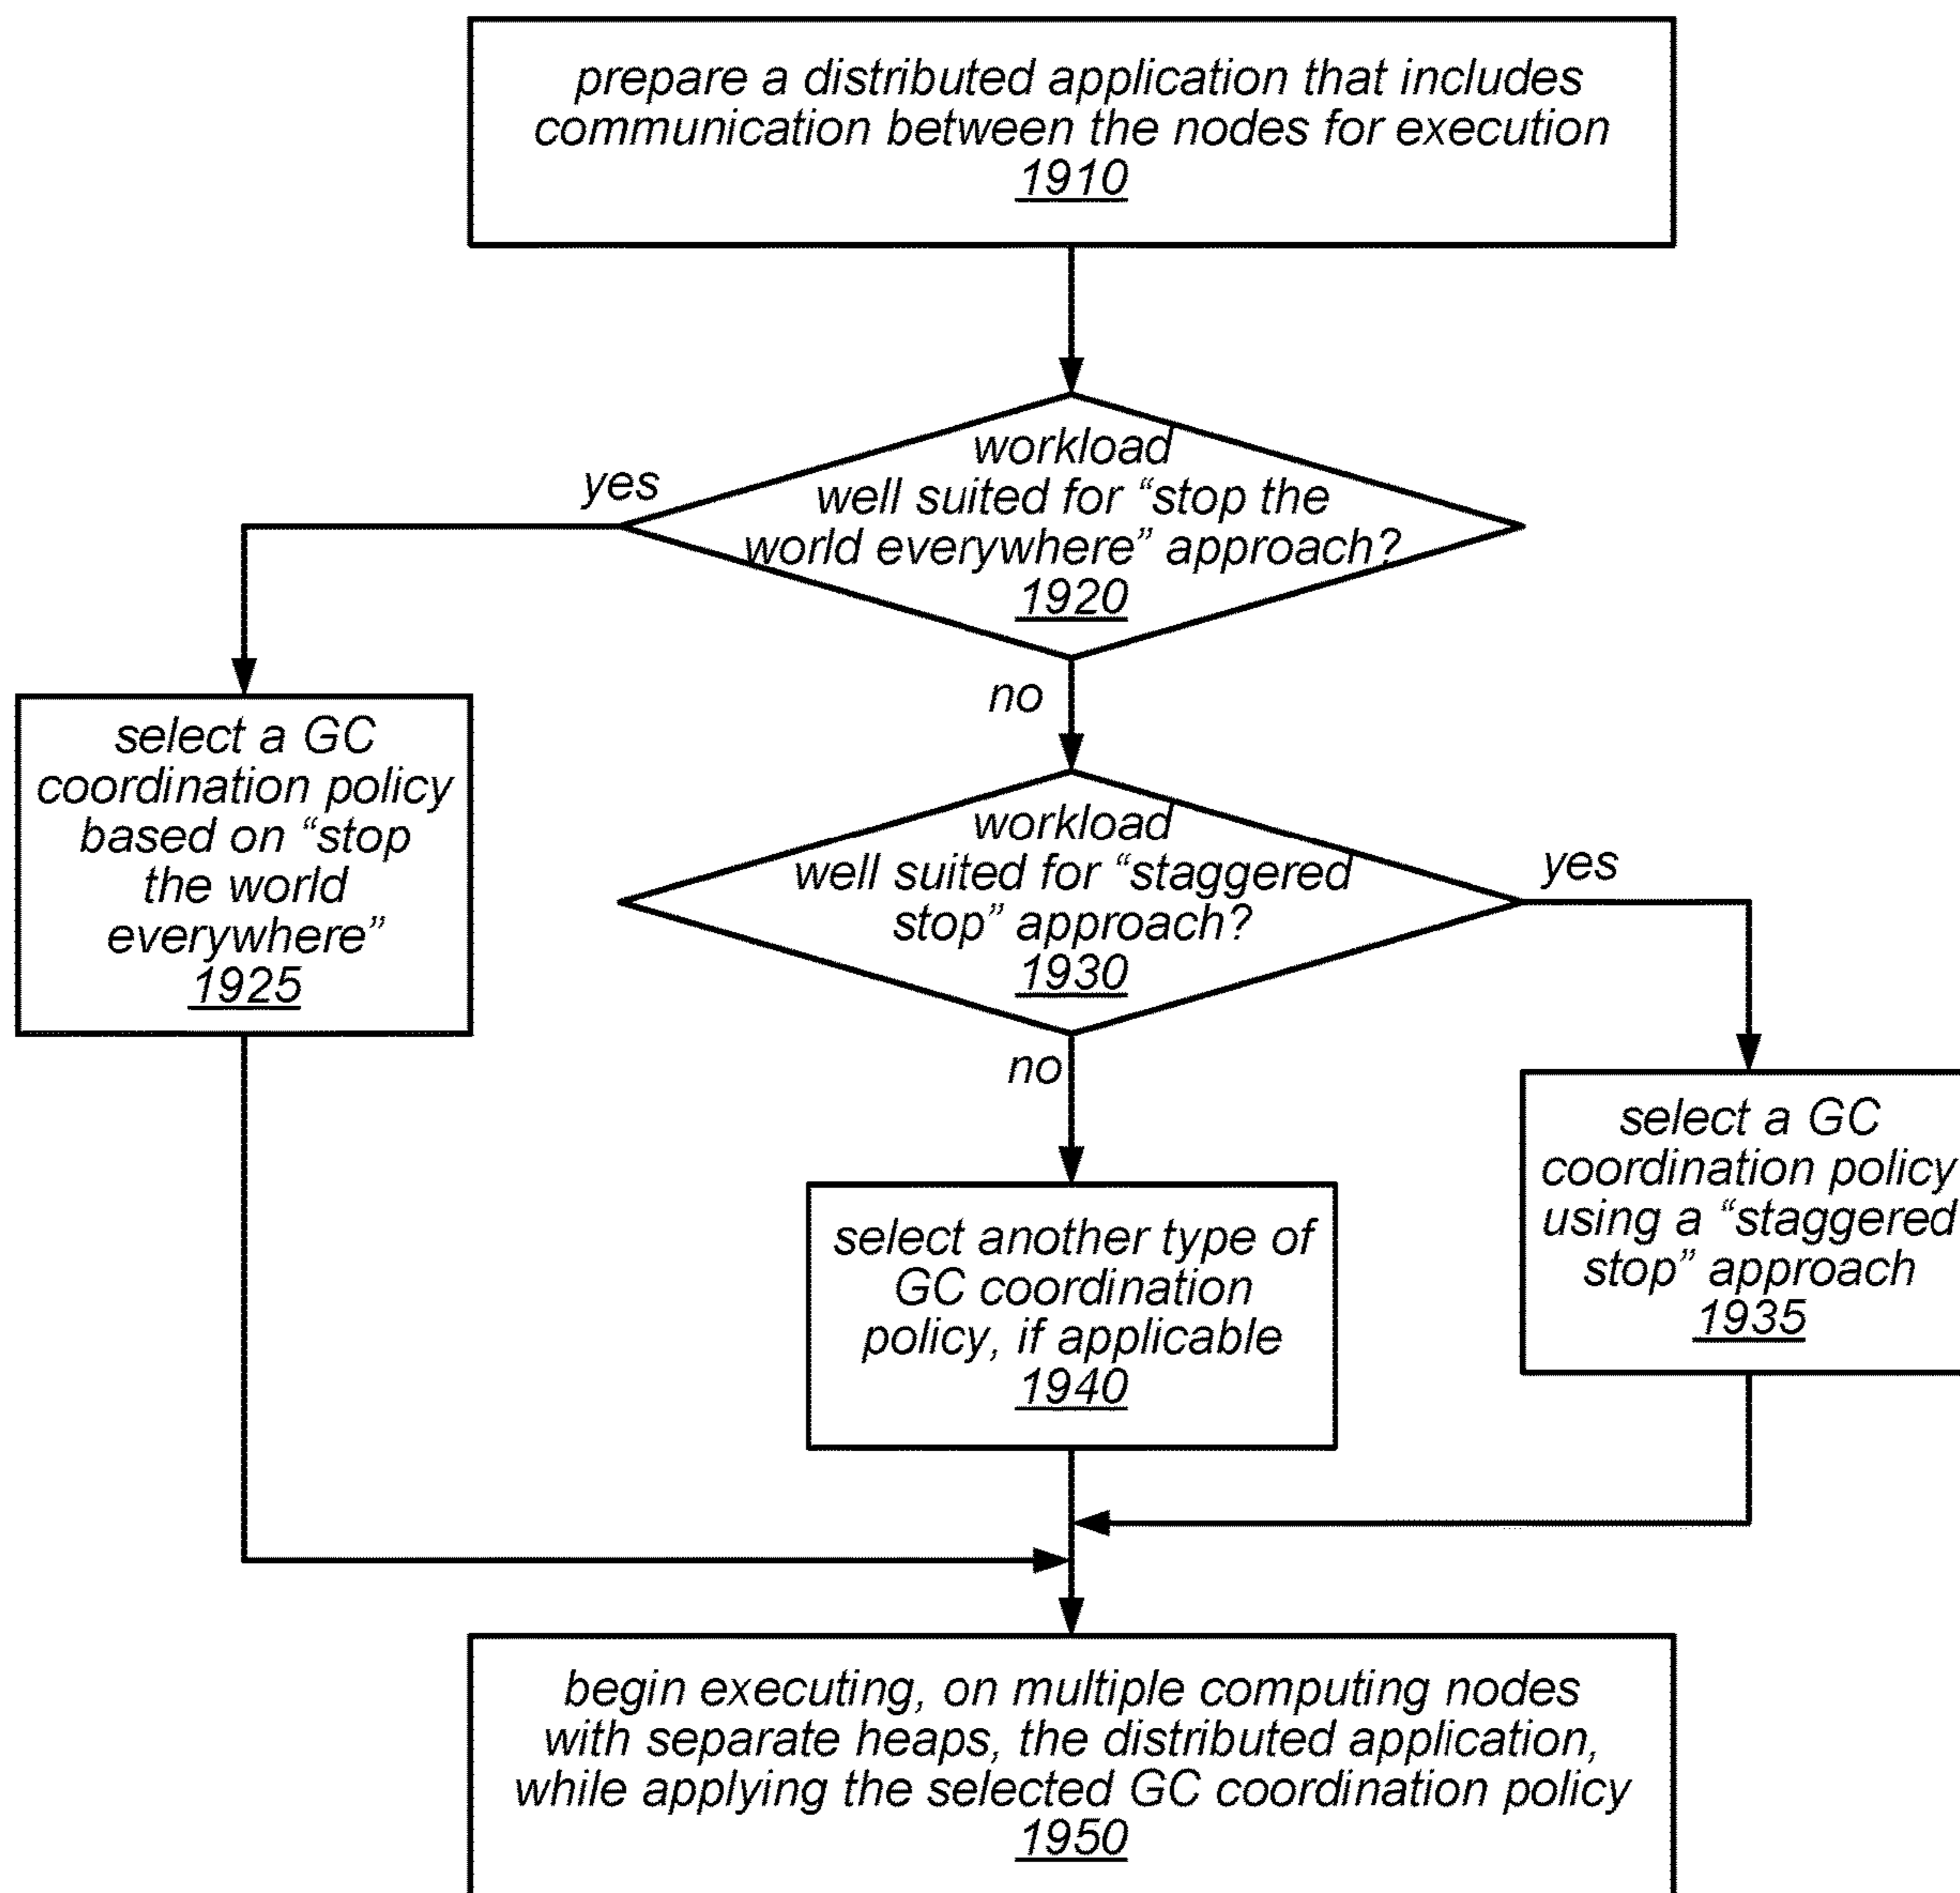 prepare a distributed application that includes
communication between the nodes for execution
1910
workload
well suited for “stop the
world everywhere” approach?
1920
yes
no
select a GC
coordination policy
based on “stop
the world
everywhere”
1925
workload
well suited for “staggered
stop” approach?
1930
yes
no
select a GC
coordination policy
using a “staggered
stop” approach
1935
select another type of
GC coordination
policy, if applicable
1940
begin executing, on multiple computing nodes
with separate heaps, the distributed application,
while applying the selected GC coordination policy
1950